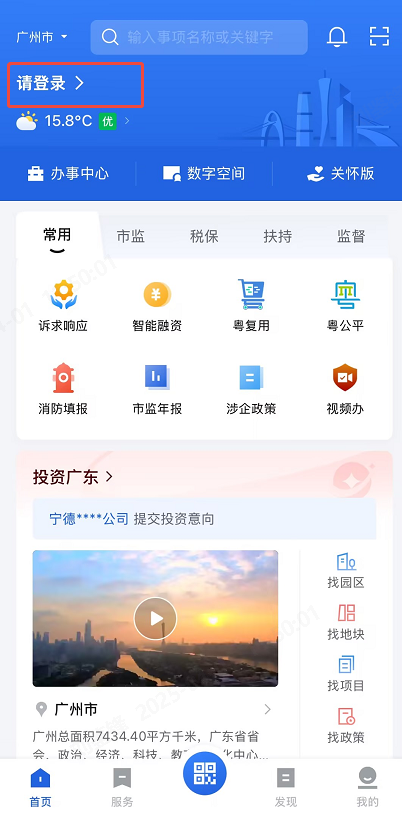 广州市
输入事项名称或关键字
请登录
15.8°C 优
办事中心 数字空间 关怀版
常用 市监 税保 扶持 监督
诉求响应 智能融资 粤复用 粤公平
消防填报 市监年报 涉企政策 视频办
投资广东
宁德****公司 提交投资意向
找园区
找地块
找项目
找政策
广州市
广州总面积7434.40平方千米，广东省省
会、政治、经济、科技、教
化中心...
首页 服务 发现 我的